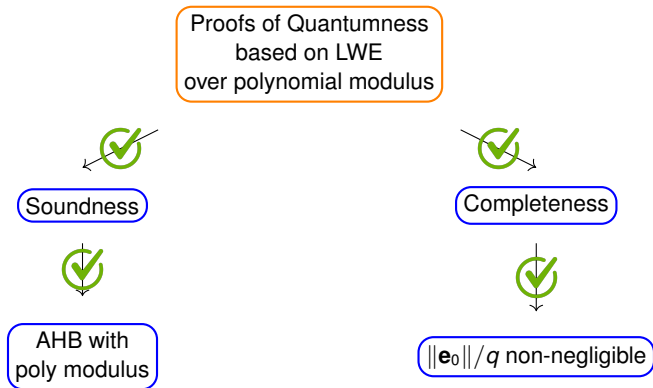 Proofs of Quantumness
based on LWE
over polynomial modulus
Soundness
Completeness
AHB with
poly modulus
‖𝐞₀‖/𝑞 non-negligible